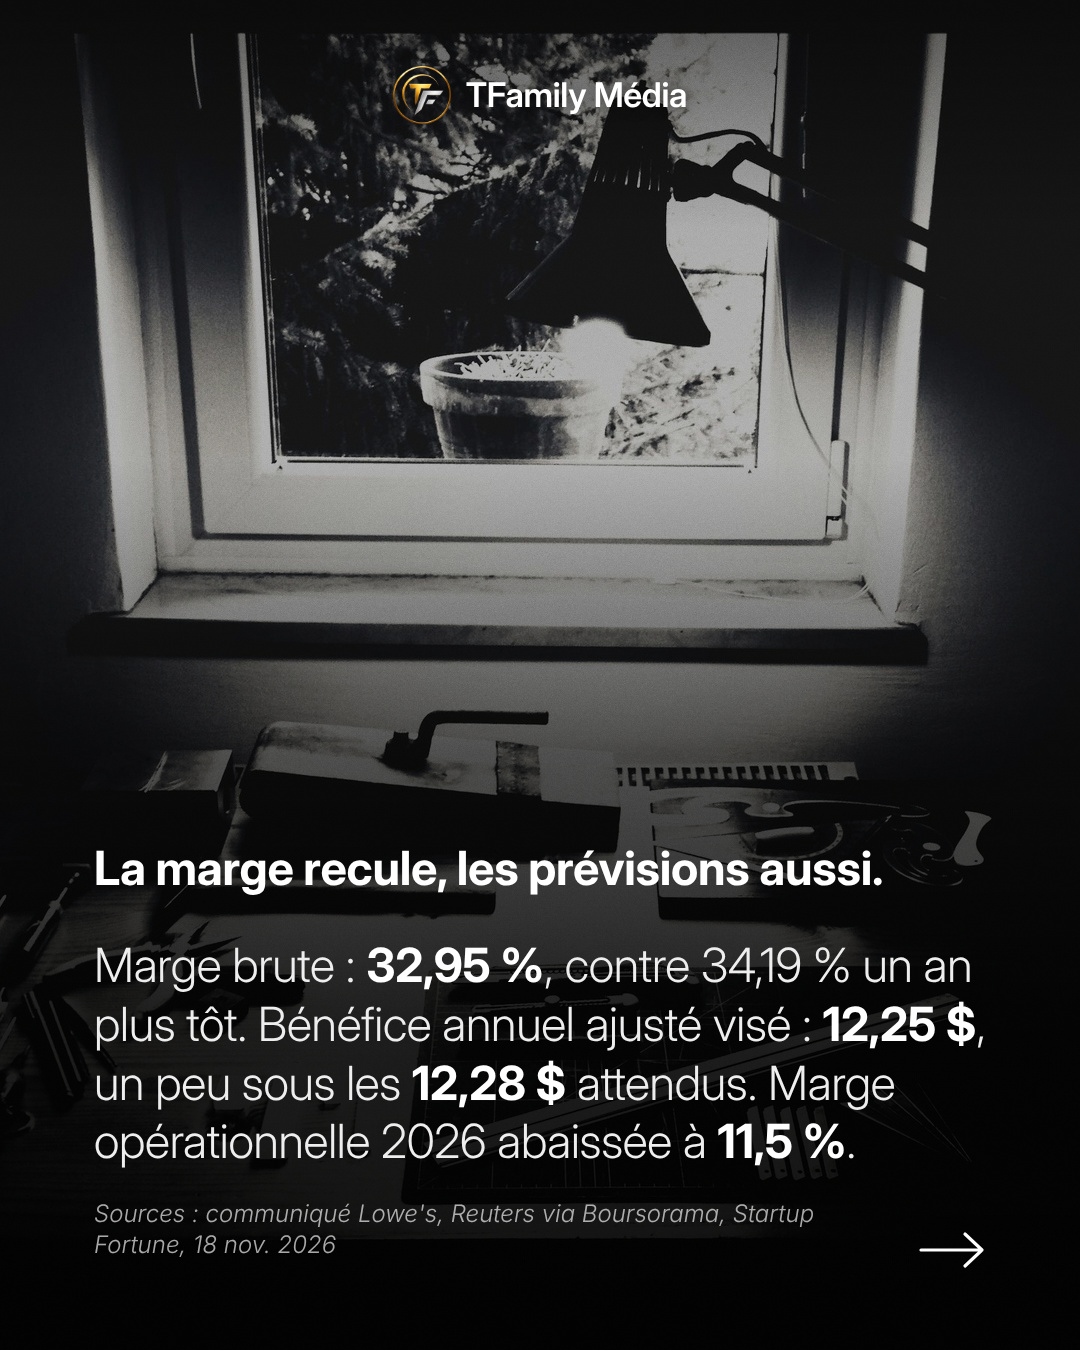 TF
TFamily Média
La marge recule, les prévisions aussi.
Marge brute : 32,95 %, contre 34,19 % un an
plus tôt. Bénéfice annuel ajusté visé : 12,25 $,
un peu sous les 12,28 $ attendus. Marge
opérationnelle 2026 abaissée à 11,5 %.
Sources : communiqué Lowe's, Reuters via Boursorama, Startup
Fortune, 18 nov. 2026